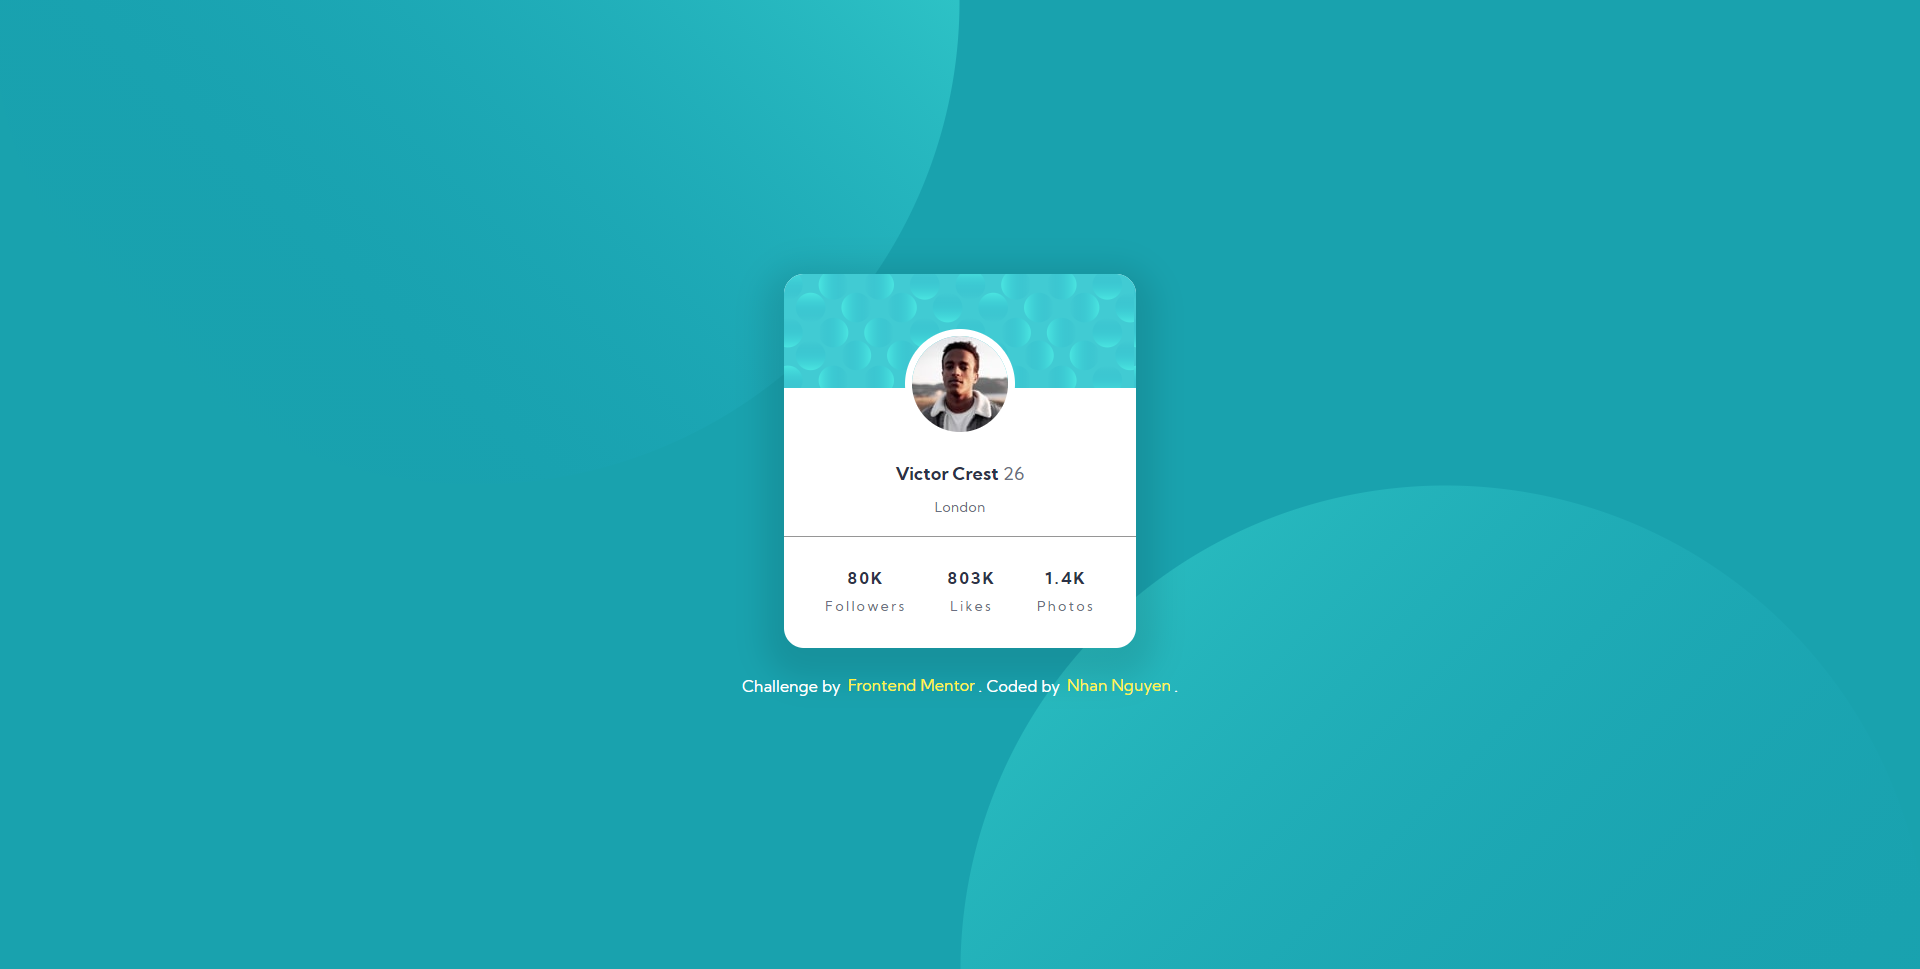 Victor Crest 26
London
80K 803K 1.4K
Followers Likes Photos
Challenge by Frontend Mentor . Coded by Nhan Nguyen .